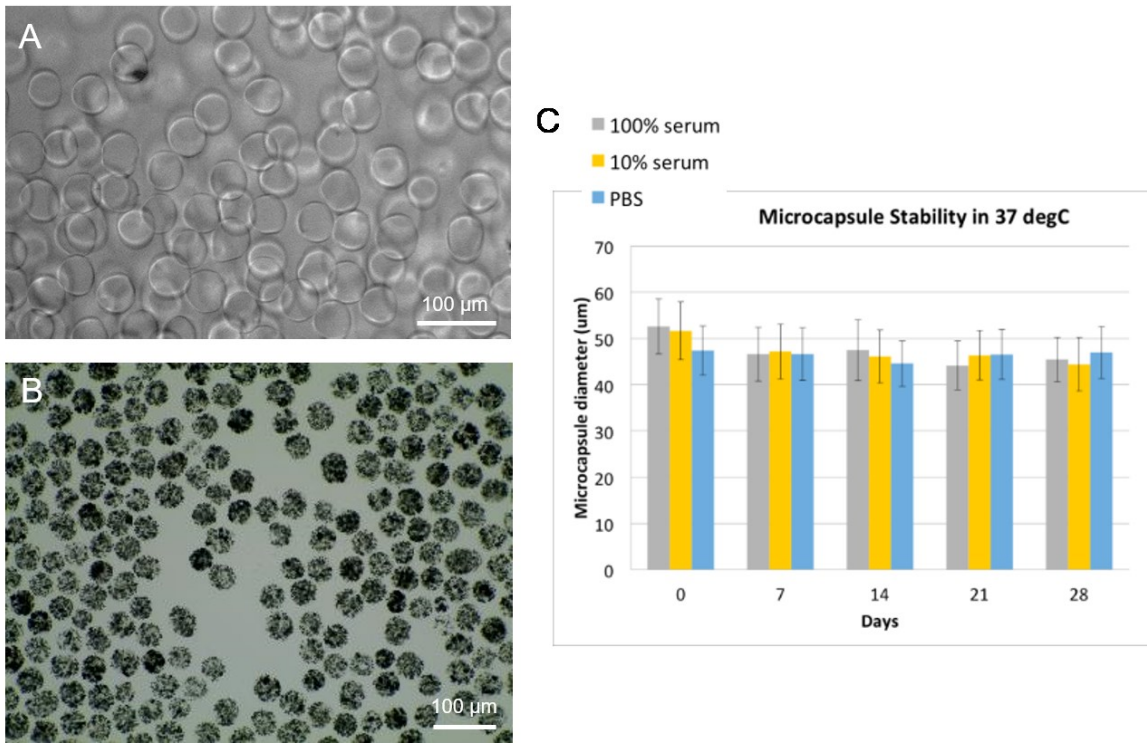 A
100 µm
B
100 µm
C
100% serum
10% serum
PBS
Microcapsule Stability in 37 degC
Microcapsule diameter (um)
70
60
50
40
30
20
10
0
0 7 14 21 28
Days